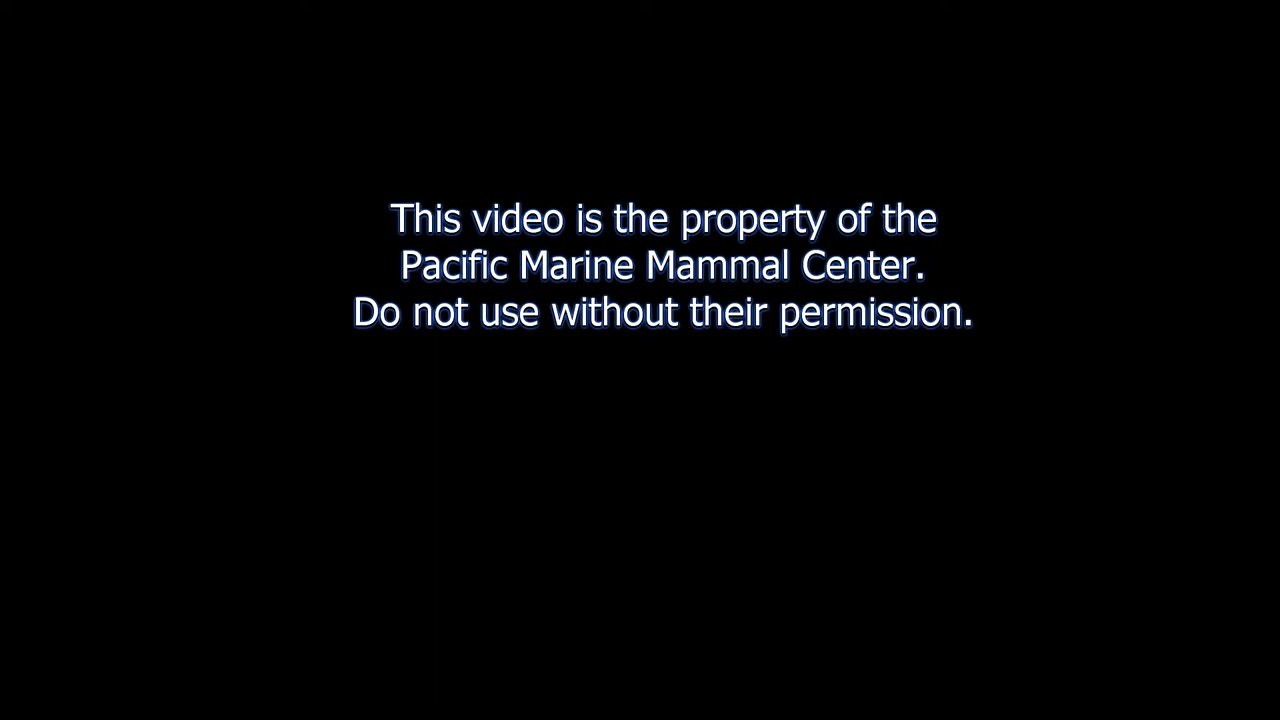 This video is the property of the
Pacific Marine Mammal Center.
Do not use without their permission.